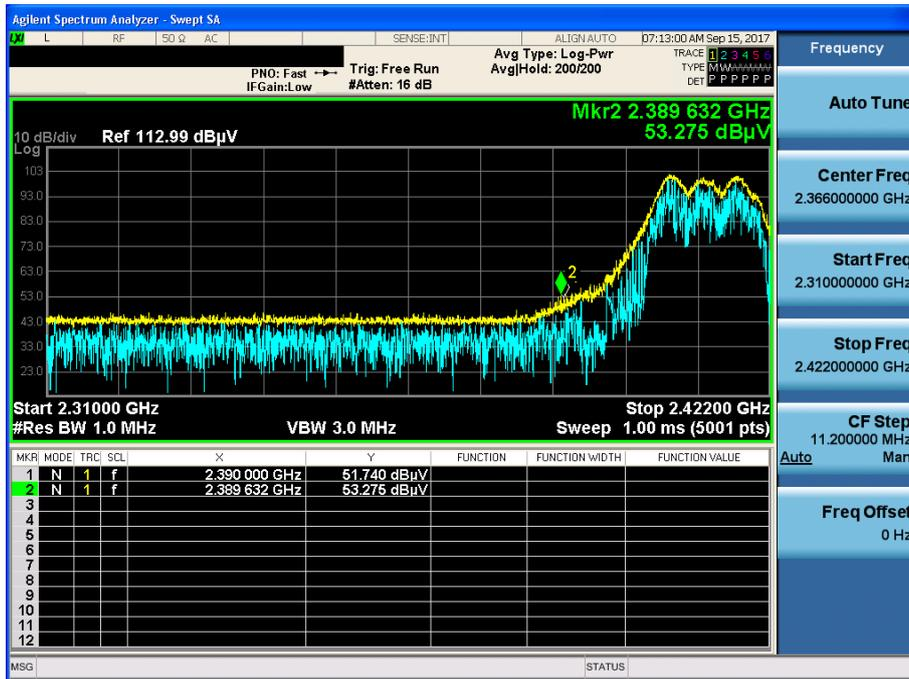 Agilent Spectrum Analyzer - Swept SA
LXI L RF 50 Ω AC SENSE:INT ALIGN AUTO 07:13:00 AM Sep 15, 2017
Frequency
PNO: Fast Trig: Free Run Avg Type: Log-Pwr TRACE 1 2 3 4 5 6
IFGain:Low #Atten: 16 dB Avg|Hold: 200/200 TYPE M W
DET P P P P P P
Auto Tune
Mkr2 2.389 632 GHz
53.275 dBµV
10 dB/div Ref 112.99 dBµV
Log
103
93.0
83.0
73.0
63.0
53.0
43.0
33.0
23.0
2
Center Freq
2.366000000 GHz
Start Freq
2.310000000 GHz
Stop Freq
2.422000000 GHz
Start 2.31000 GHz Stop 2.42200 GHz
#Res BW 1.0 MHz VBW 3.0 MHz Sweep 1.00 ms (5001 pts)
CF Step
11.200000 MHz
Auto Man
MKR MODE TRC SCL X Y FUNCTION FUNCTION WIDTH FUNCTION VALUE
1 N 1 f 2.390 000 GHz 51.740 dBµV
2 N 1 f 2.389 632 GHz 53.275 dBµV
3
4
5
6
7
8
9
10
11
12
Freq Offset
0 Hz
MSG STATUS